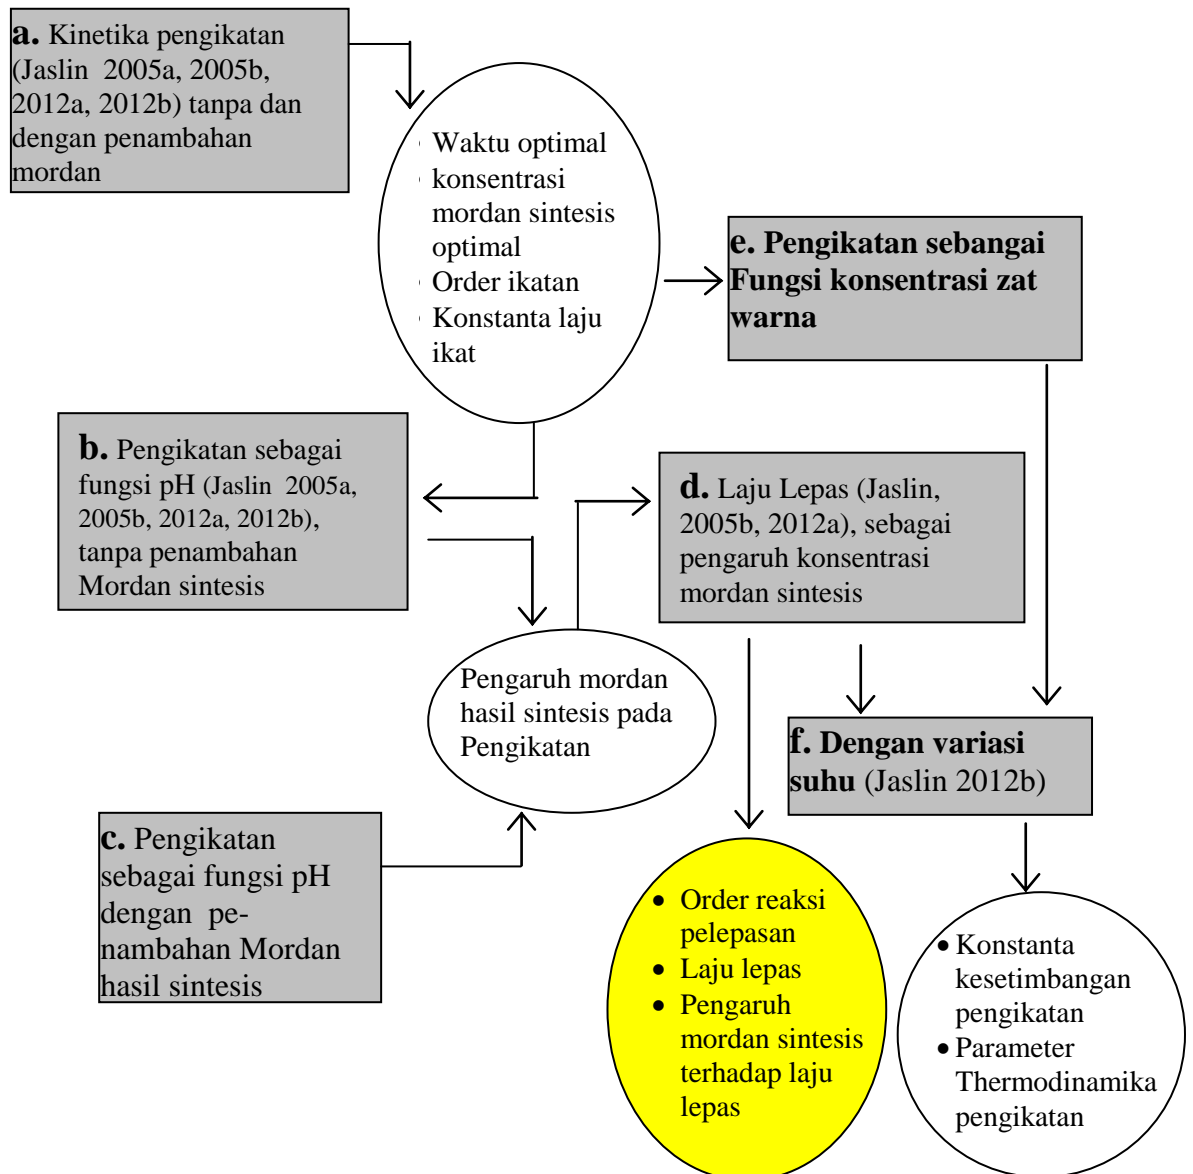 a. Kinetika pengikatan
(Jaslin 2005a, 2005b,
2012a, 2012b) tanpa dan
dengan penambahan
mordan
Waktu optimal
konsentrasi
mordan sintesis
optimal
Order ikatan
Konstanta laju
ikat
e. Pengikatan sebangai
Fungsi konsentrasi zat
warna
b. Pengikatan sebagai
fungsi pH (Jaslin 2005a,
2005b, 2012a, 2012b),
tanpa penambahan
Mordan sintesis
d. Laju Lepas (Jaslin,
2005b, 2012a), sebagai
pengaruh konsentrasi
mordan sintesis
Pengaruh mordan
hasil sintesis pada
Pengikatan
f. Dengan variasi
suhu (Jaslin 2012b)
c. Pengikatan
sebagai fungsi pH
dengan pe-
nambahan Mordan
hasil sintesis
• Order reaksi
pelepasan
• Laju lepas
• Pengaruh
mordan sintesis
terhadap laju
lepas
• Konstanta
kesetimbangan
pengikatan
• Parameter
Thermodinamika
pengikatan